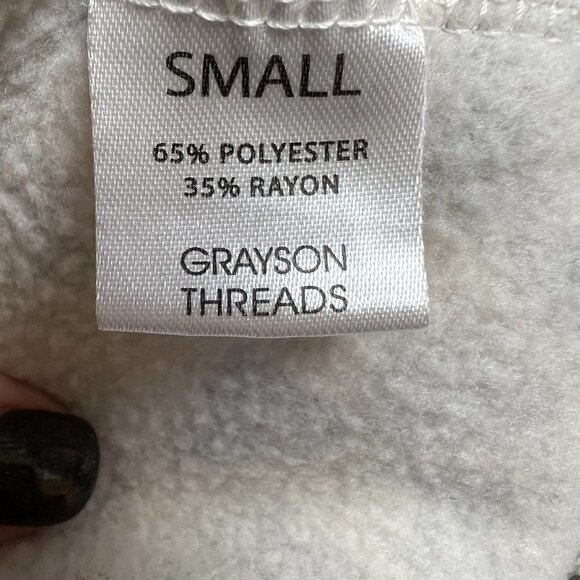 SMALL
65% POLYESTER
35% RAYON
GRAYSON
THREADS